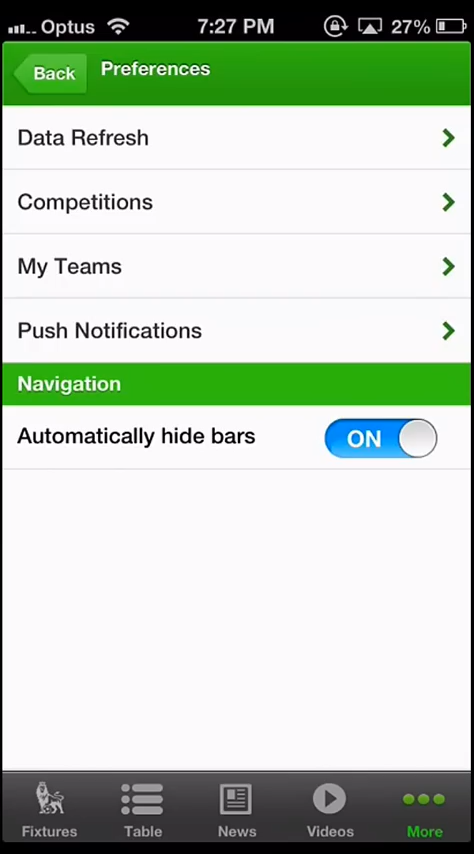 Optus 7:27 PM 27%
Back Preferences
Data Refresh
Competitions
My Teams
Push Notifications
Navigation
Automatically hide bars ON
Fixtures Table News Videos More